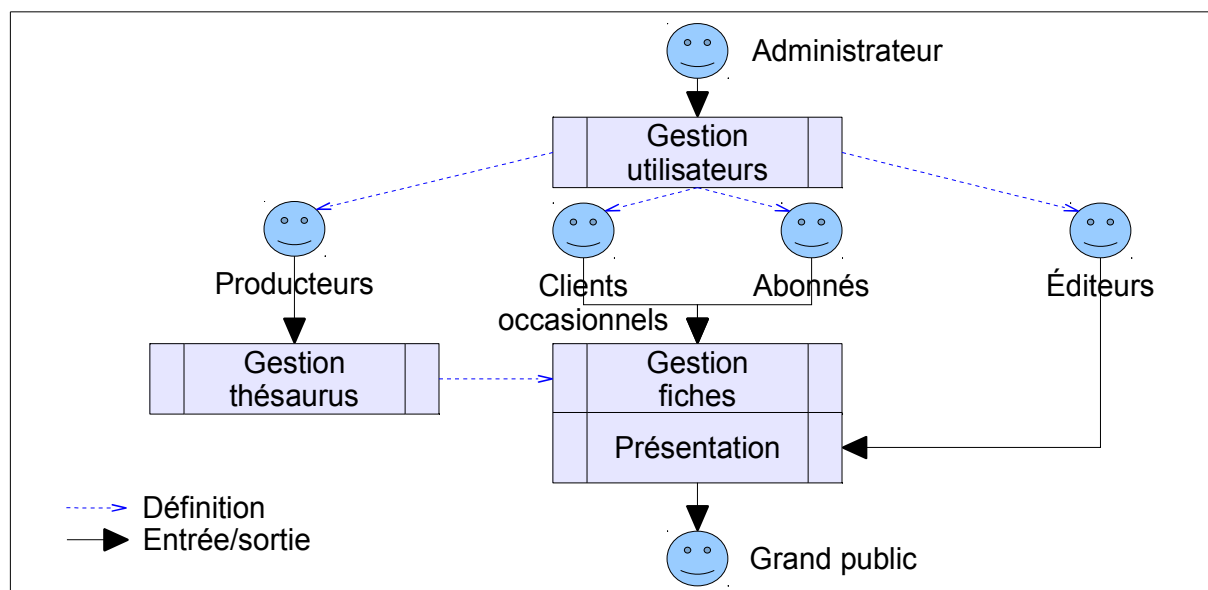 Administrateur
Gestion
utilisateurs
Producteurs
Clients
occasionnels
Abonnés
Éditeurs
Gestion
thésaurus
Gestion
fiches
Présentation
Définition
Entrée/sortie
Grand public